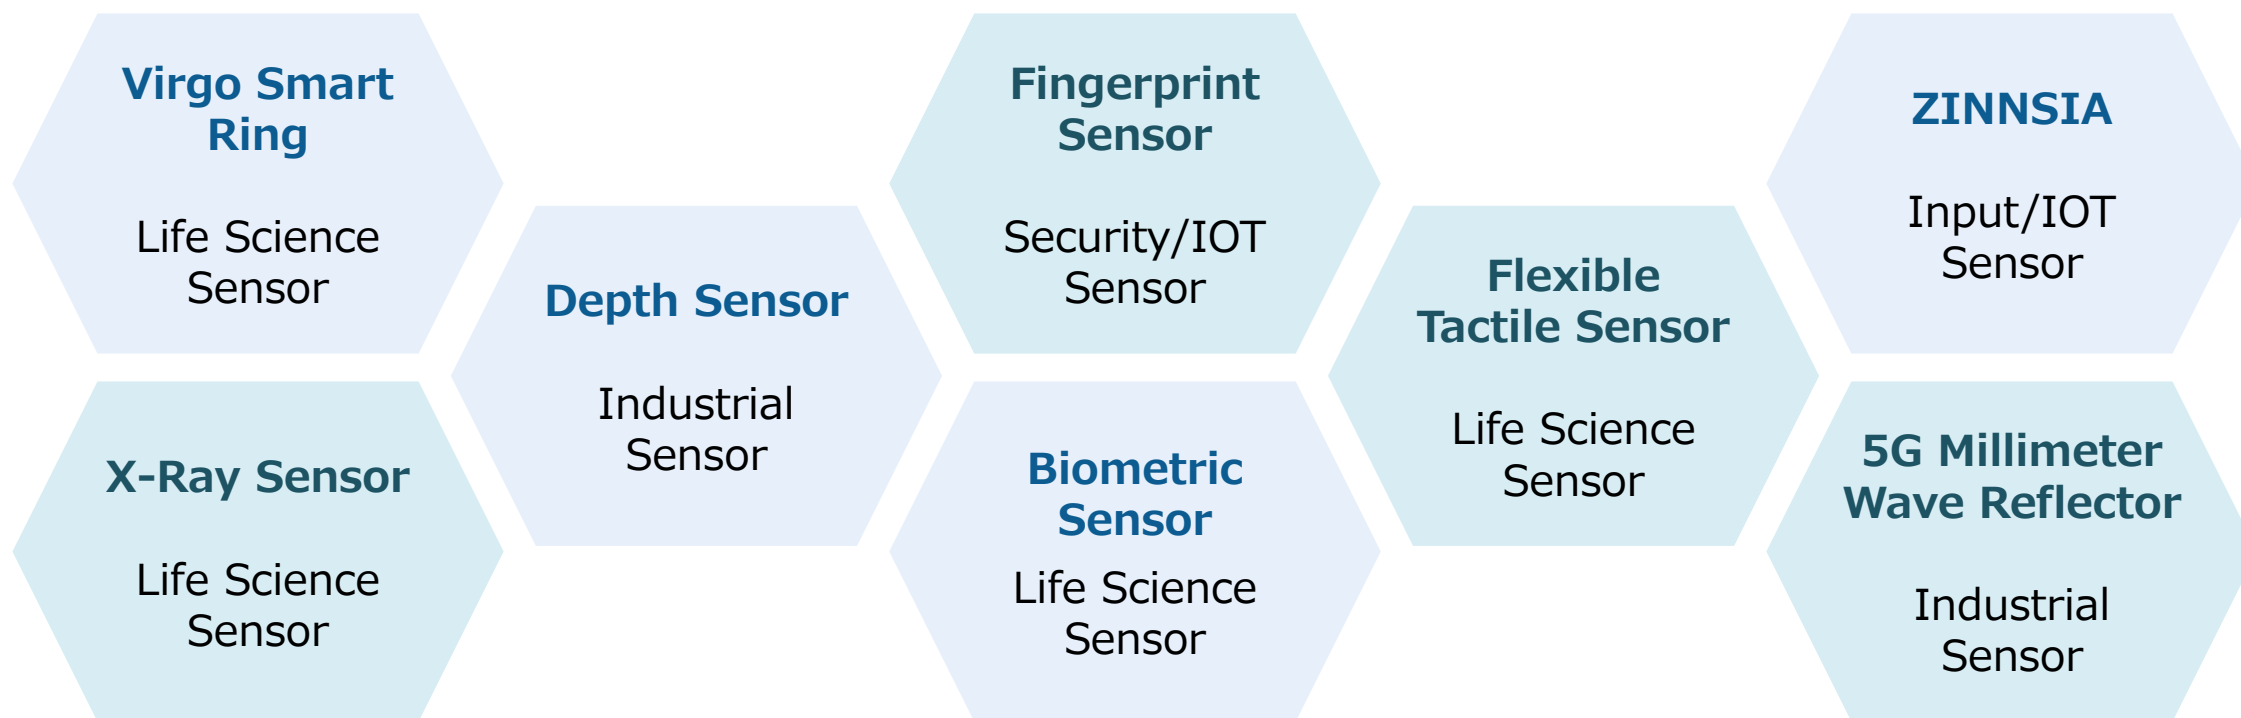 Virgo Smart
Ring
Life Science
Sensor
X-Ray Sensor
Life Science
Sensor
Depth Sensor
Industrial
Sensor
Fingerprint
Sensor
Security/IOT
Sensor
Biometric
Sensor
Life Science
Sensor
Flexible
Tactile Sensor
Life Science
Sensor
ZINNSIA
Input/IOT
Sensor
5G Millimeter
Wave Reflector
Industrial
Sensor